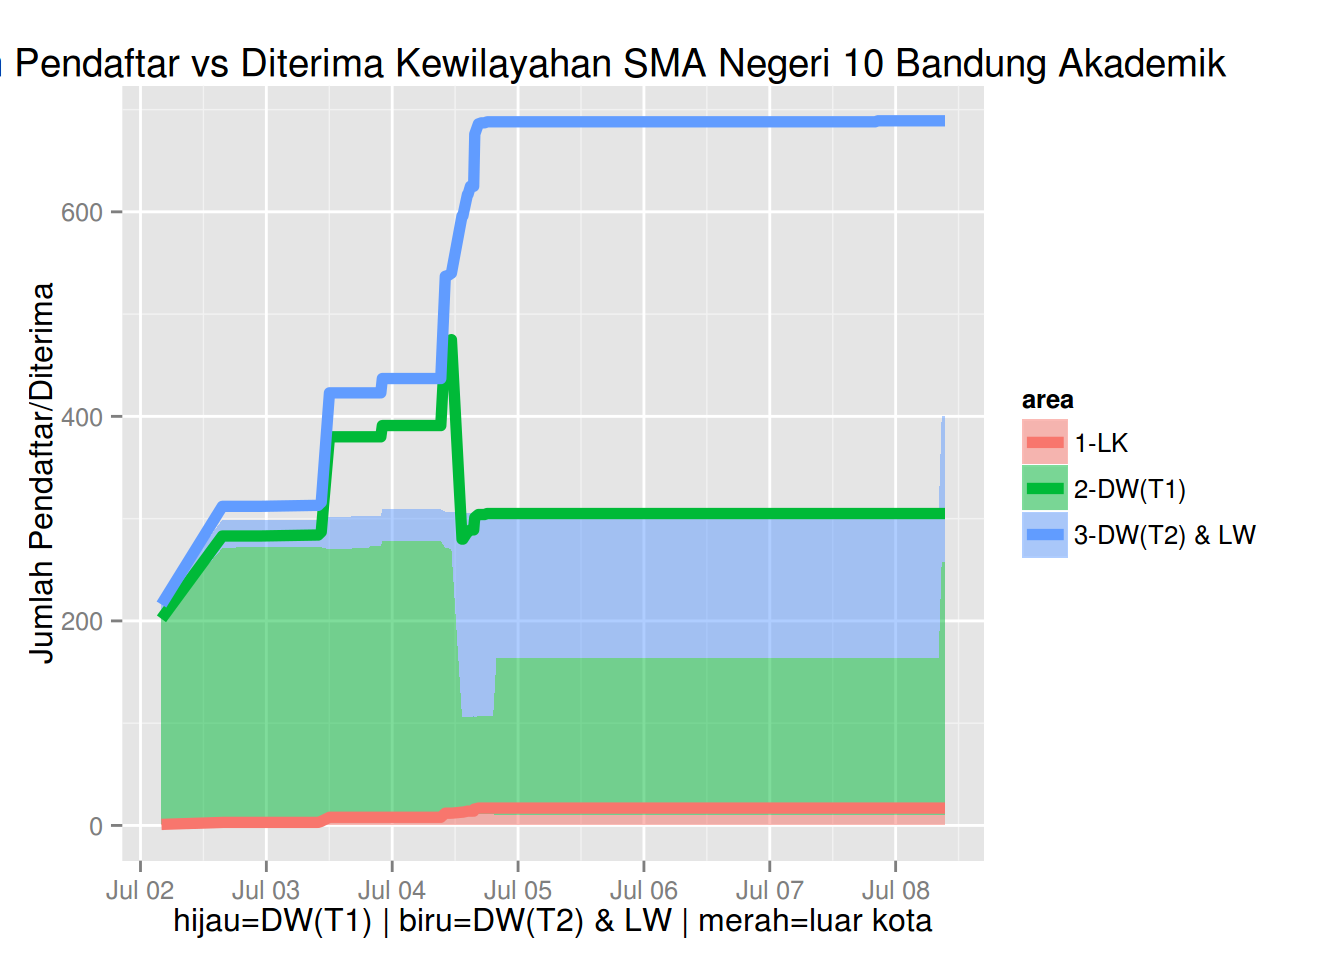 Pendaftar vs Diterima Kewilayahan SMA Negeri 10 Bandung Akademik
Jumlah Pendaftar/Diterima
600
400
200
0
Jul 02 Jul 03 Jul 04 Jul 05 Jul 06 Jul 07 Jul 08
hijau=DW(T1) | biru=DW(T2) & LW | merah=luar kota
area
1-LK
2-DW(T1)
3-DW(T2) & LW